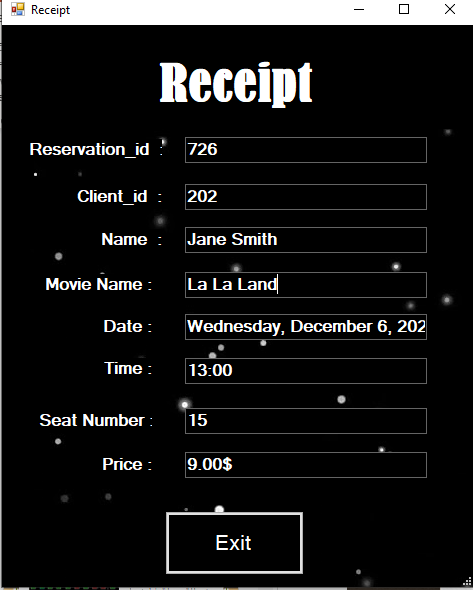 Receipt
Receipt
Reservation_id : 726
Client_id : 202
Name : Jane Smith
Movie Name : La La Land
Date : Wednesday, December 6, 202
Time : 13:00
Seat Number : 15
Price : 9.00$
Exit